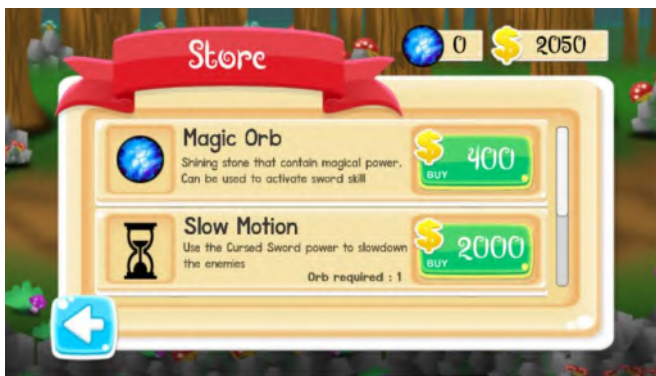 Store
0
$ 2050
Magic Orb
Shining stone that contain magical power.
Can be used to activate sword skill
$ 400
BUY
Slow Motion
Use the Cursed Sword power to slowdown
the enemies
Orb required : 1
$ 2000
BUY